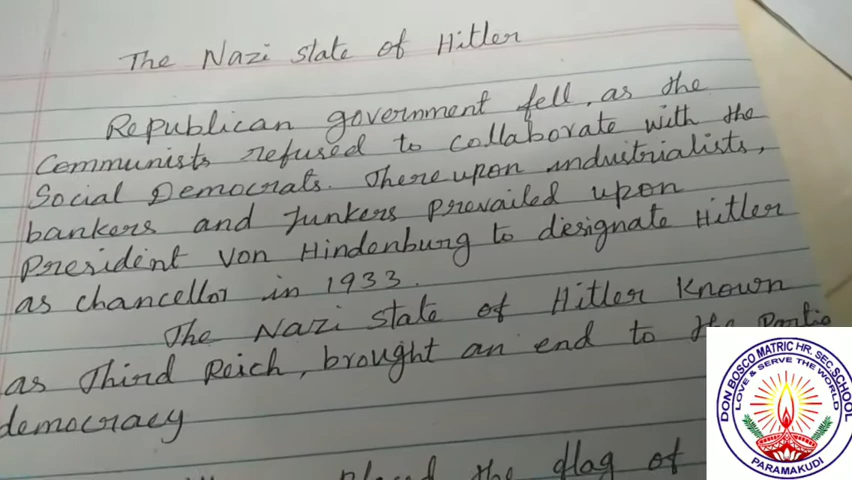 The Nazi state of Hitler
Republican government fell, as the
Communists refused to collaborate with the
Social Democrats. Thereupon industrialists,
bankers and Junkers prevailed upon
President Von Hindenburg to designate Hitler
as chancellor in 1933.
The Nazi state of Hitler known
as Third Reich, brought an end to the
democracy
the flag of
DON BOSCO MATRIC HR. SEC SCHOOL
LOVE & SERVE THE WORLD
PARAMAKUDI